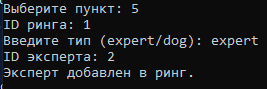 Выберите пункт: 5
ID ринга: 1
Введите тип (expert/dog): expert
ID эксперта: 2
Эксперт добавлен в ринг.